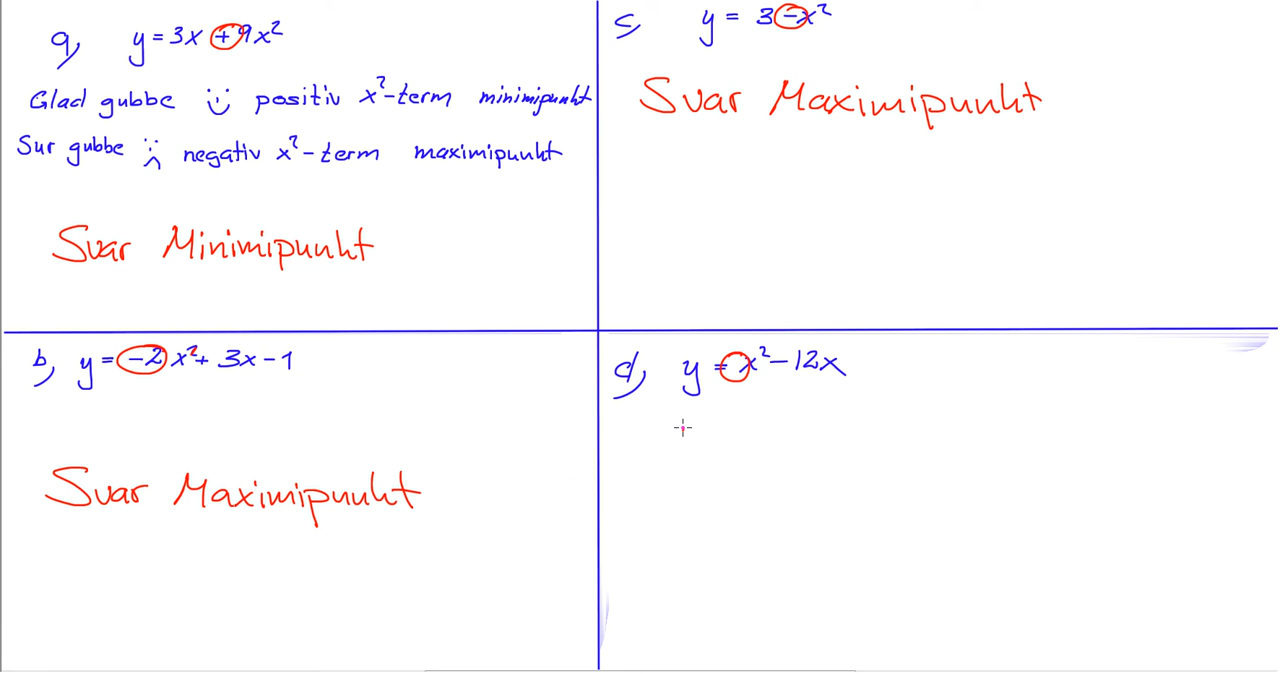 a) y = 3x + 9x²
Glad gubbe :) positiv x²-term minimipunkt
Sur gubbe :( negativ x²-term maximipunkt
Svar Minimipunkt
b) y = -2x² + 3x - 1
Svar Maximipunkt
c) y = 3 - x²
Svar Maximipunkt
d) y = x² - 12x